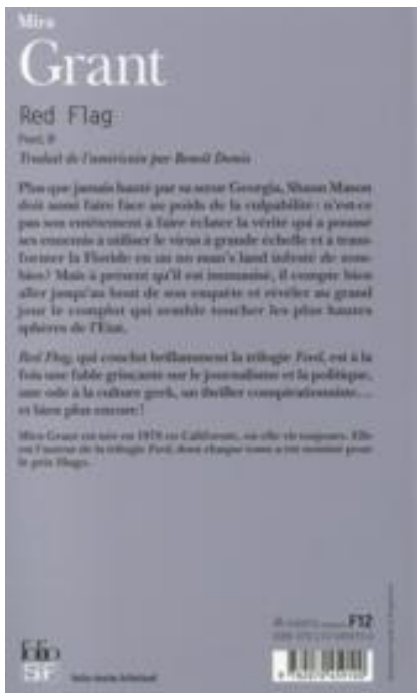 Mira
Grant
Red Flag
Feed, III
Traduit de l'américain par Benoît Domis
Plus que jamais hanté par sa sœur Georgia, Shaun Mason
doit aussi faire face au poids de la culpabilité : n'est-ce
pas son entêtement à faire éclater la vérité qui a poussé
ses ennemis à utiliser le virus à grande échelle et à trans-
former la Floride en un no man's land infesté de zom-
bies? Mais à présent qu'il est immunisé, il compte bien
aller jusqu'au bout de son enquête et révéler au grand
jour le complot qui semble toucher les plus hautes
sphères de l'État.
Red Flag, qui conclut brillamment la trilogie Feed, est à la
fois une fable grinçante sur le journalisme et la politique,
une ode à la culture geek, un thriller conspirationniste...
et bien plus encore!
Mira Grant est née en 1978 en Californie, où elle vit toujours. Elle
est l'auteur de la trilogie Feed, dont chaque tome a été nominé pour
le prix Hugo.
F12
folio
SF